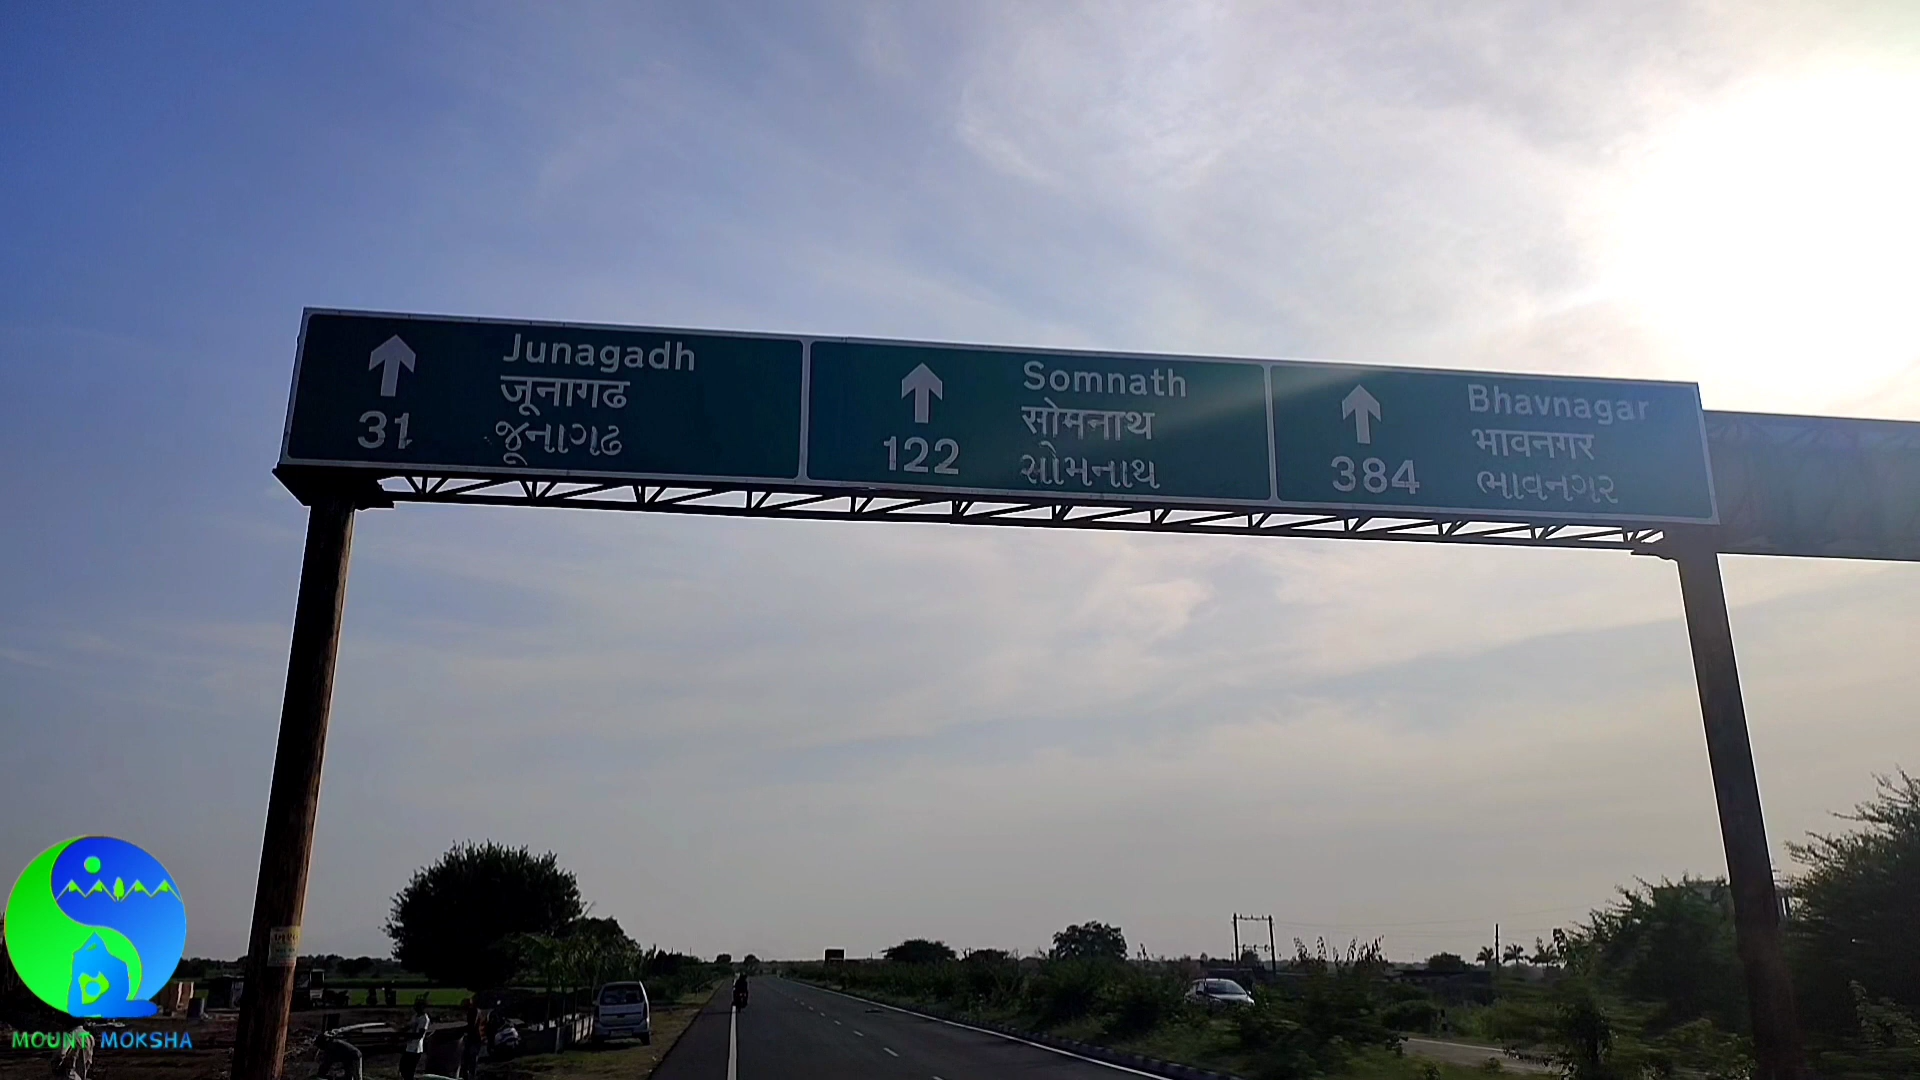 Junagadh
जूनागढ
જૂનાગઢ
31
Somnath
सोमनाथ
સોમનાથ
122
Bhavnagar
भावनगर
ભાવનગર
384
MOUNT MOKSHA